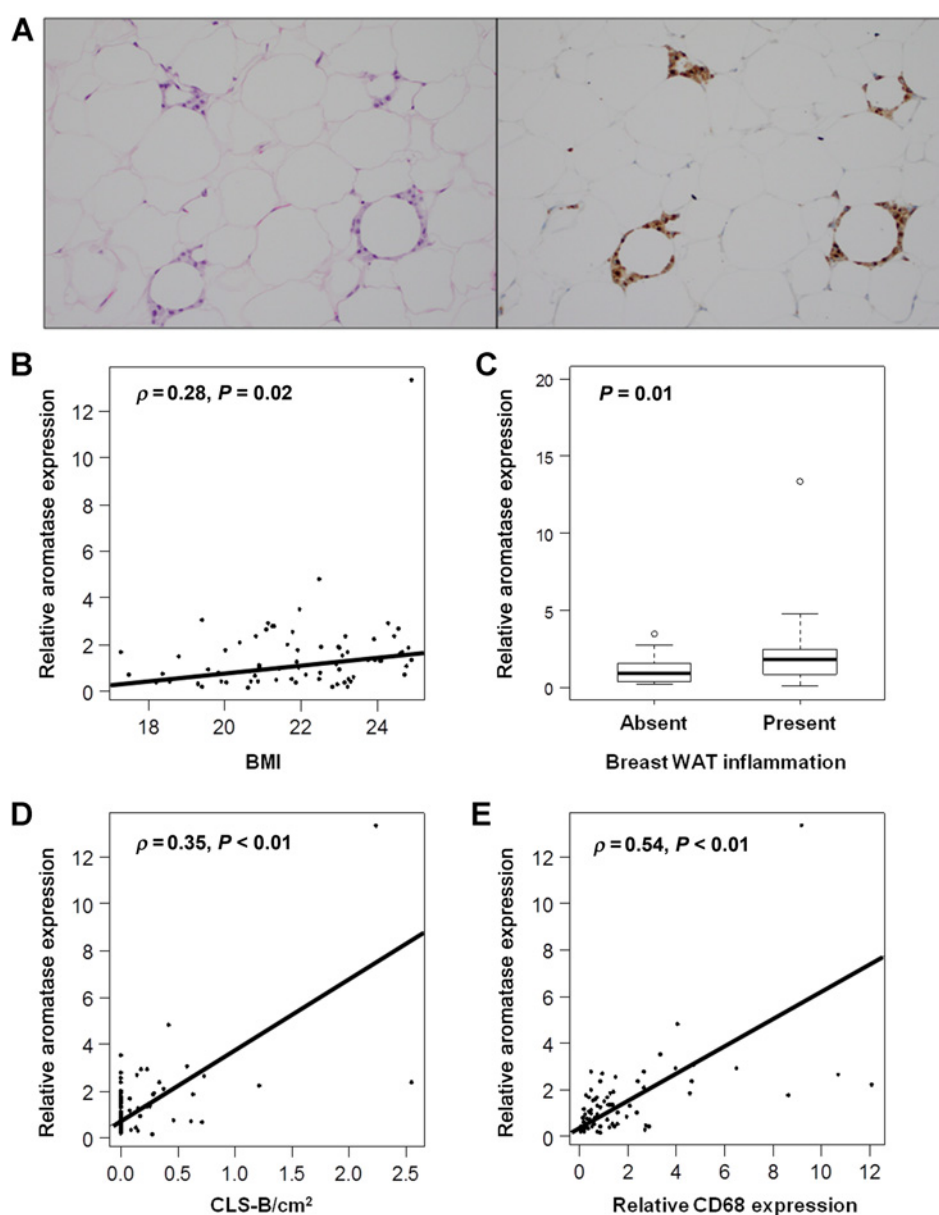 A
B
C
ρ = 0.28, P = 0.02
P = 0.01
Relative aromatase expression
12
10
8
6
4
2
0
18
20
22
24
BMI
Relative aromatase expression
20
15
10
5
0
Absent
Present
Breast WAT inflammation
D
E
ρ = 0.35, P < 0.01
ρ = 0.54, P < 0.01
Relative aromatase expression
12
10
8
6
4
2
0
0.0
0.5
1.0
1.5
2.0
2.5
CLS-B/cm²
Relative aromatase expression
12
10
8
6
4
2
0
0
2
4
6
8
10
12
Relative CD68 expression